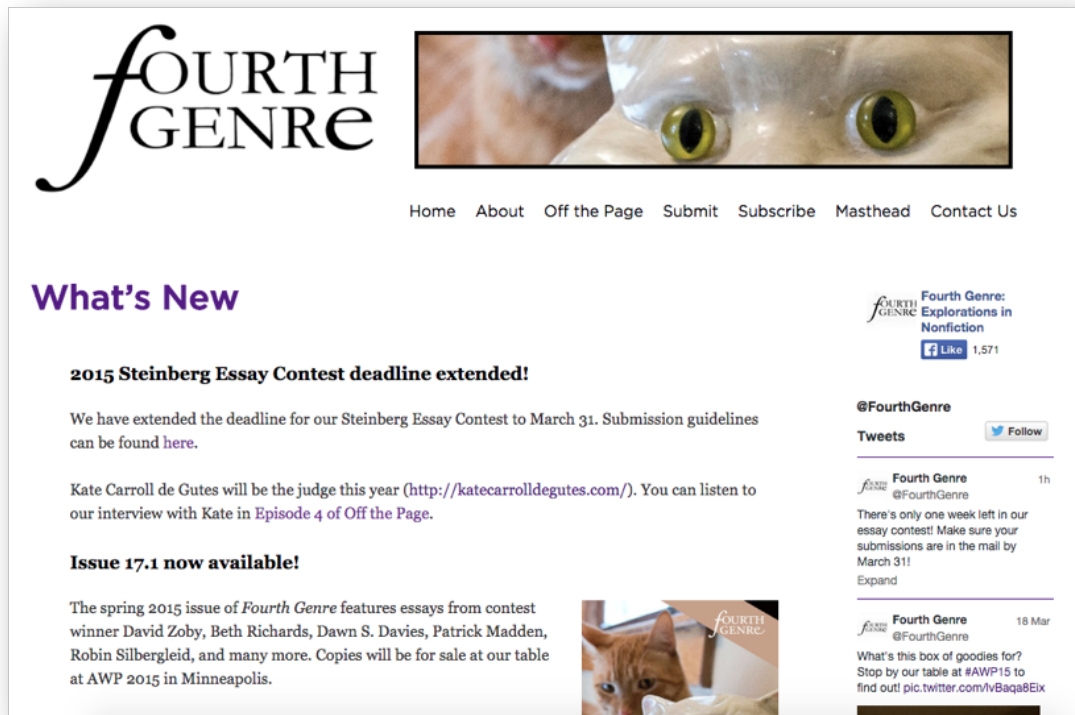 fOURTH
GENRe
Home About Off the Page Submit Subscribe Masthead Contact Us
What's New
2015 Steinberg Essay Contest deadline extended!
We have extended the deadline for our Steinberg Essay Contest to March 31. Submission guidelines
can be found here.
Kate Carroll de Gutes will be the judge this year (http://katecarrolldegutes.com/). You can listen to
our interview with Kate in Episode 4 of Off the Page.
Issue 17.1 now available!
The spring 2015 issue of Fourth Genre features essays from contest
winner David Zoby, Beth Richards, Dawn S. Davies, Patrick Madden,
Robin Silbergleid, and many more. Copies will be for sale at our table
at AWP 2015 in Minneapolis.
fOURTH
GENRe
fOURTH
GENRe
Fourth Genre:
Explorations in
Nonfiction
Like 1,571
@FourthGenre
Tweets Follow
fOURTH
GENRe
Fourth Genre 1h
@FourthGenre
There's only one week left in our
essay contest! Make sure your
submissions are in the mail by
March 31!
Expand
fOURTH
GENRe
Fourth Genre 18 Mar
@FourthGenre
What's this box of goodies for?
Stop by our table at #AWP15 to
find out! pic.twitter.com/lvBaqa8Eix